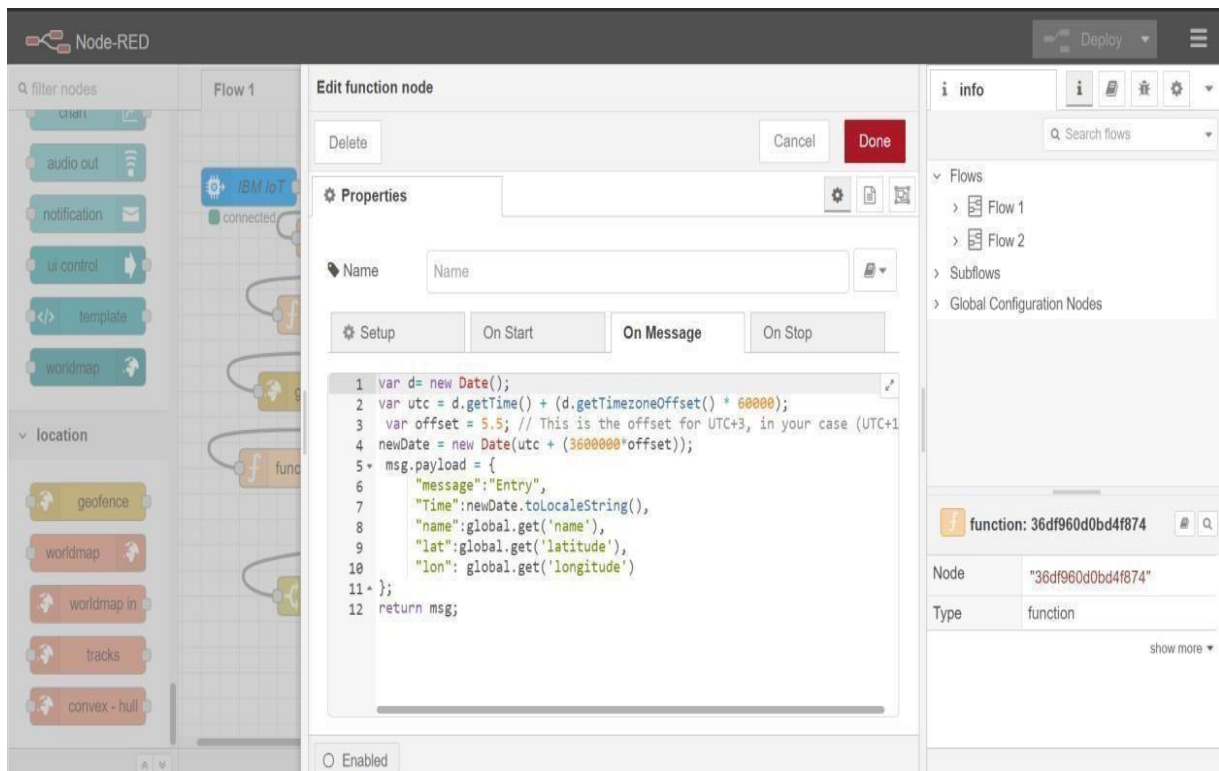 Node-RED
Deploy
filter nodes
chart
audio out
notification
ui control
template
worldmap
location
geofence
worldmap
worldmap in
tracks
convex - hull
Flow 1
IBM IoT
connected
g
func
Edit function node
Delete
Cancel
Done
Properties
Name
Name
Setup
On Start
On Message
On Stop
1 var d= new Date();
2 var utc = d.getTime() + (d.getTimezoneOffset() * 60000);
3 var offset = 5.5; // This is the offset for UTC+3, in your case (UTC+1
4 newDate = new Date(utc + (3600000*offset));
5 msg.payload = {
6 "message":"Entry",
7 "Time":newDate.toLocaleString(),
8 "name":global.get('name'),
9 "lat":global.get('latitude'),
10 "lon": global.get('longitude')
11 };
12 return msg;
Enabled
i info
i
Search flows
Flows
Flow 1
Flow 2
Subflows
Global Configuration Nodes
function: 36df960d0bd4f874
Node "36df960d0bd4f874"
Type function
show more